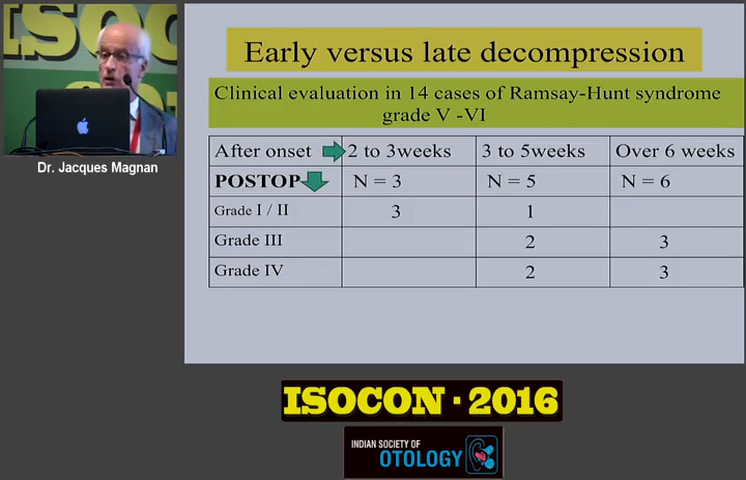 ISOCO
Early versus late decompression
Clinical evaluation in 14 cases of Ramsay-Hunt syndrome
grade V -VI
After onset 2 to 3weeks 3 to 5weeks Over 6 weeks
POSTOP N = 3 N = 5 N = 6
Grade I / II 3 1
Grade III 2 3
Grade IV 2 3
Dr. Jacques Magnan
ISOCON · 2016
INDIAN SOCIETY OF
OTOLOGY